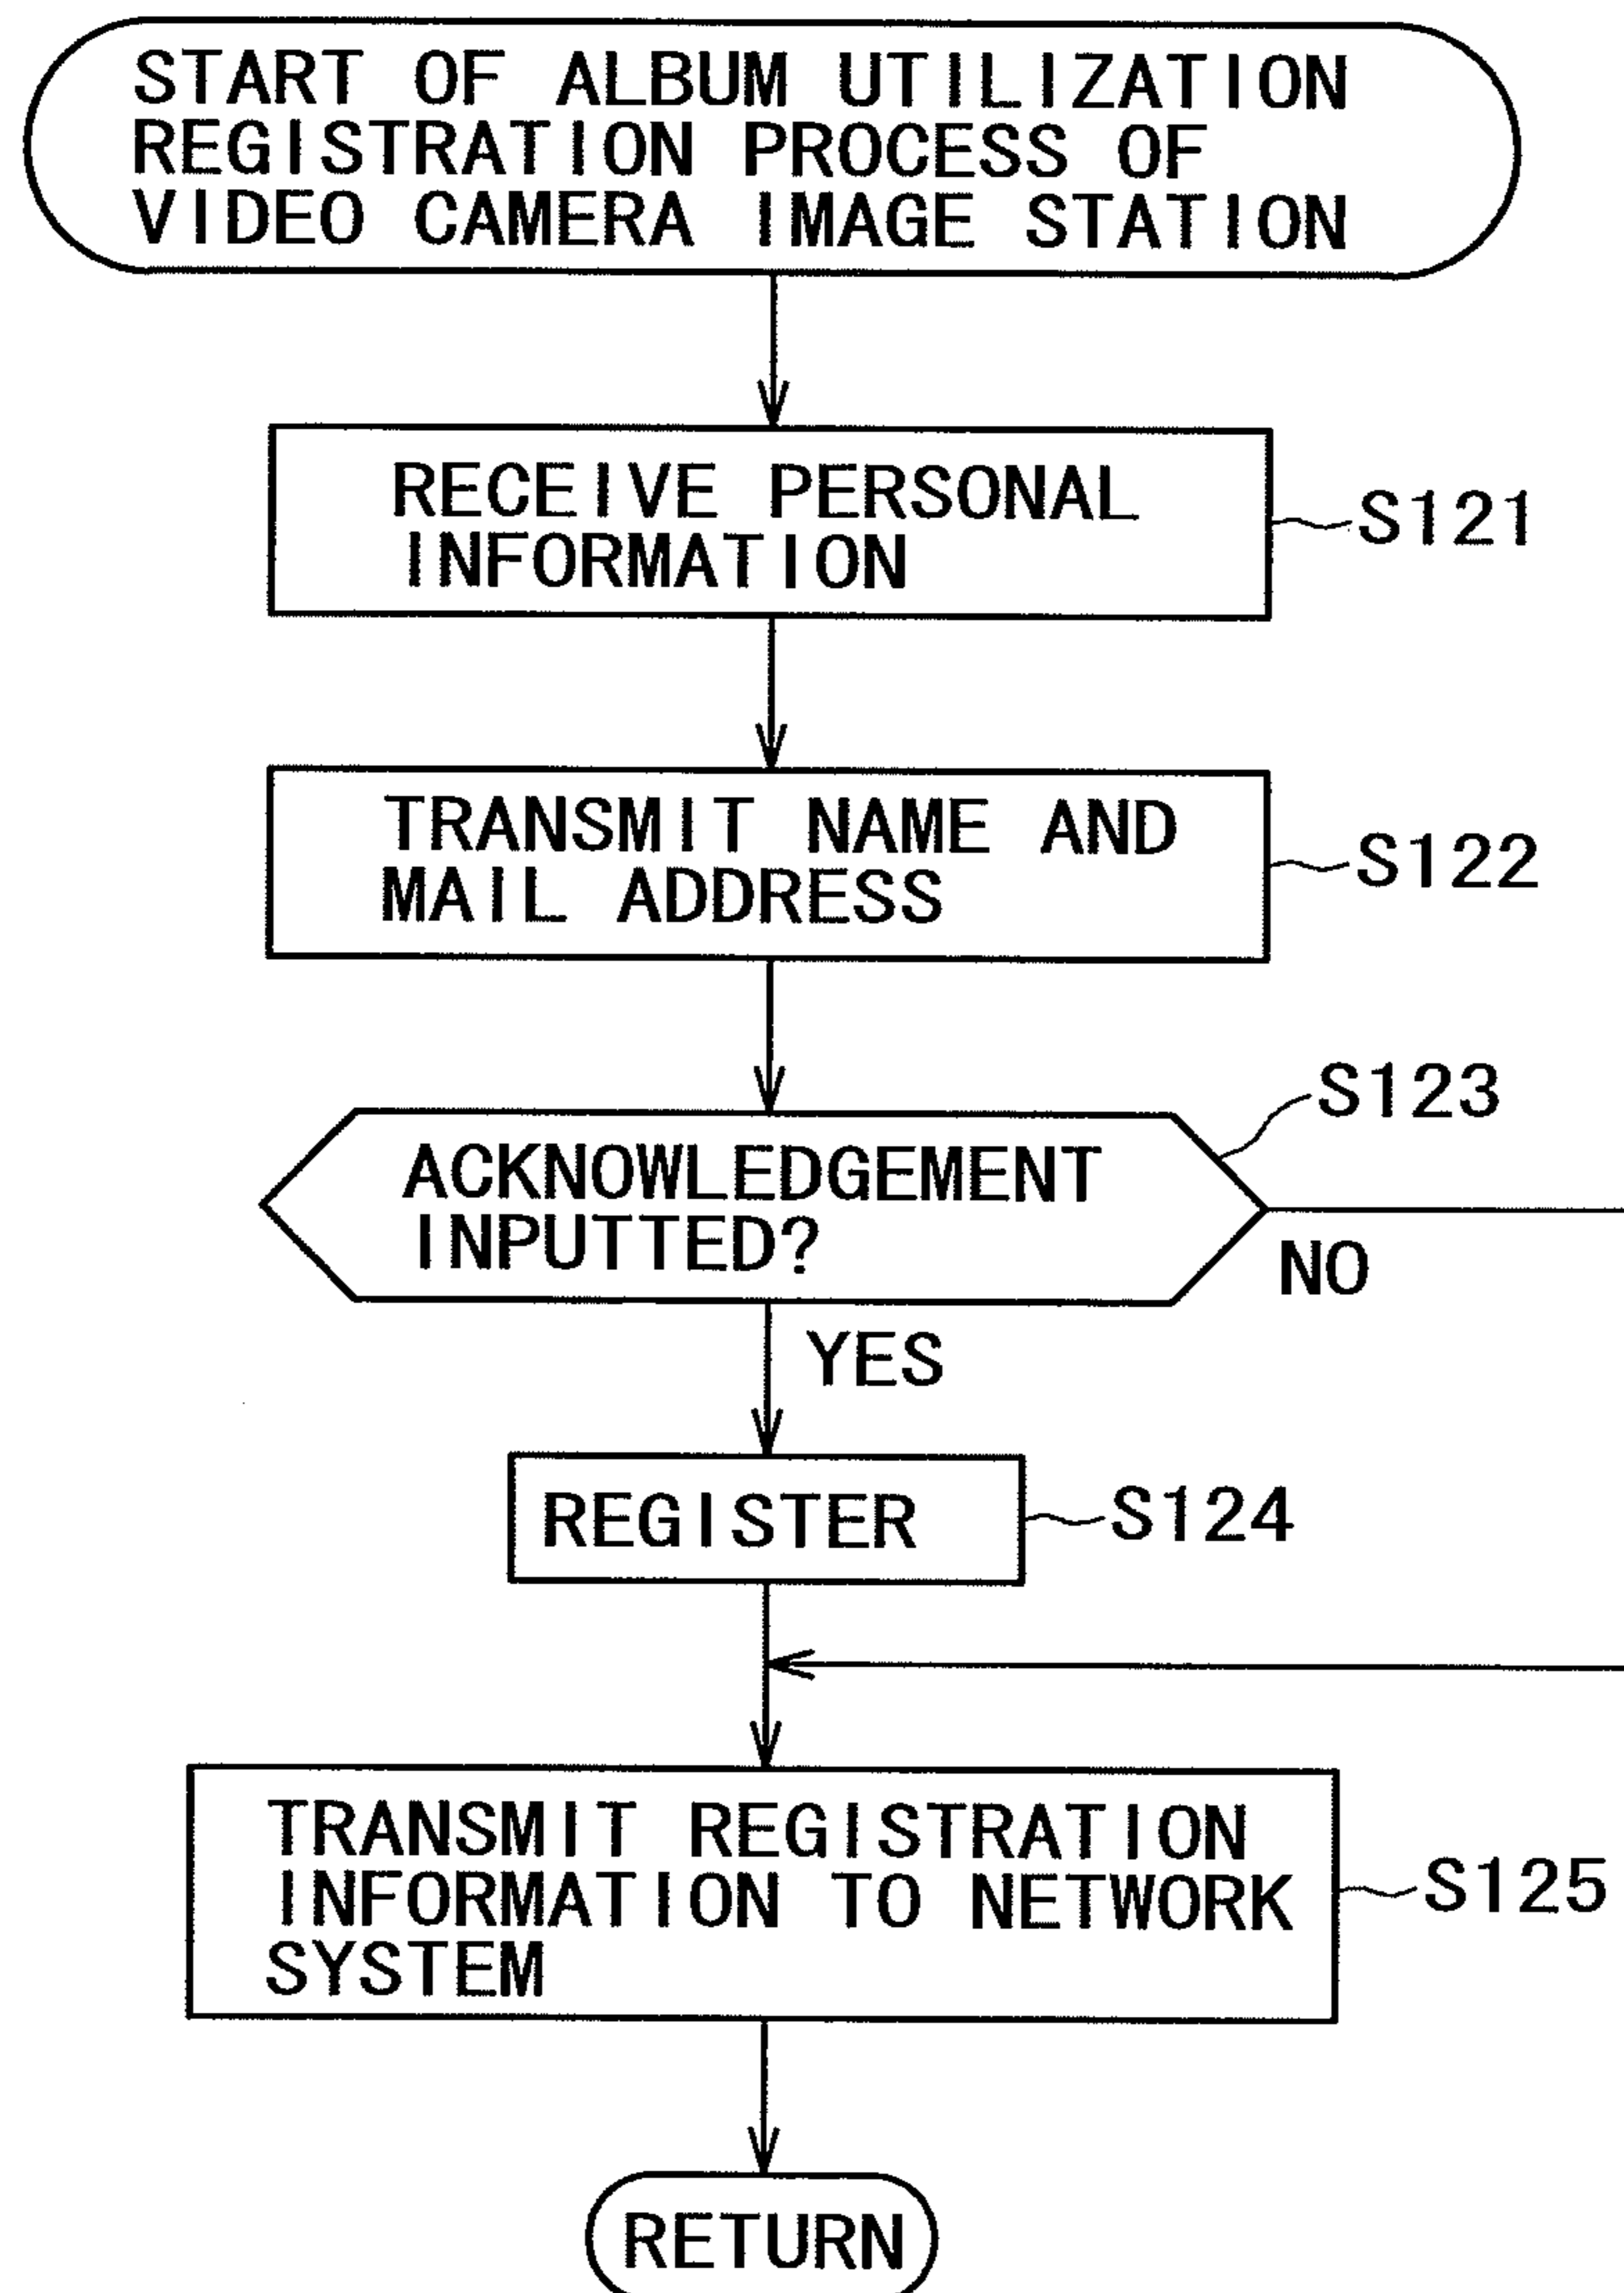 START OF ALBUM UTILIZATION
REGISTRATION PROCESS OF
VIDEO CAMERA IMAGE STATION
RECEIVE PERSONAL
INFORMATION
S121
TRANSMIT NAME AND
MAIL ADDRESS
S122
S123
ACKNOWLEDGEMENT
INPUTTED?
NO
YES
REGISTER
S124
TRANSMIT REGISTRATION
INFORMATION TO NETWORK
SYSTEM
S125
RETURN